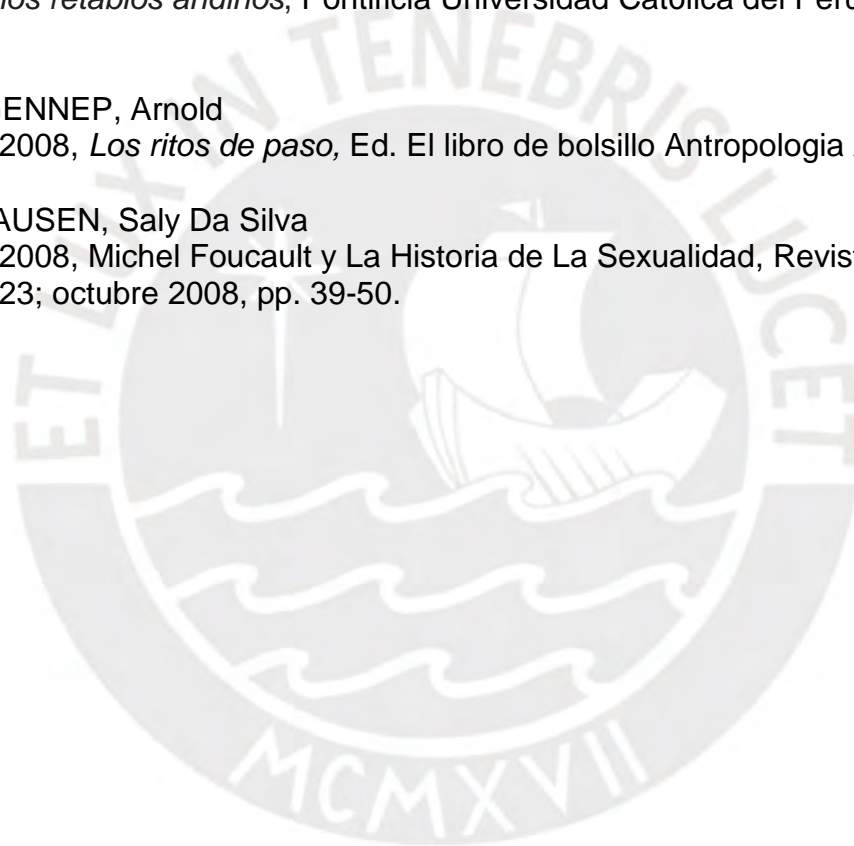 los retablos andinos, Pontificia Universidad Católica del Perú
GENNEP, Arnold
2008, Los ritos de paso, Ed. El libro de bolsillo Antropologia
AUSEN, Saly Da Silva
2008, Michel Foucault y La Historia de La Sexualidad, Revis
23; octubre 2008, pp. 39-50.
ET LUX IN TENEBRIS LUCET
MCMXVII